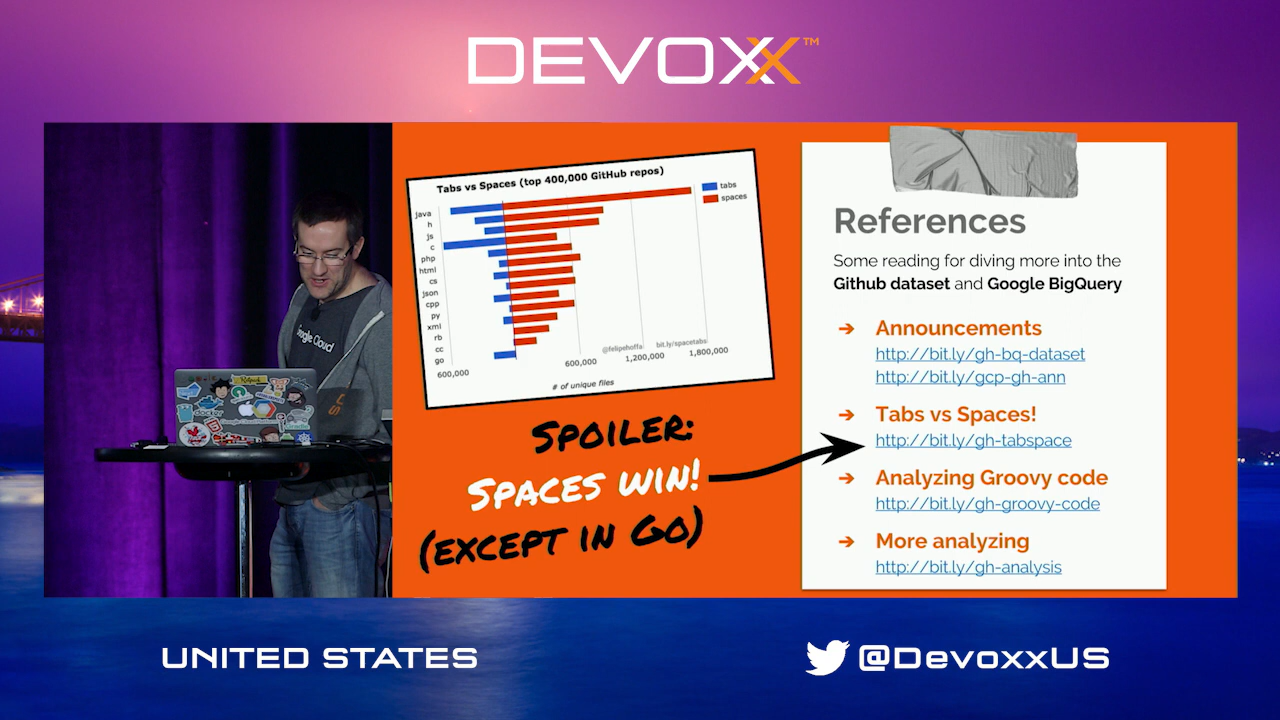 DEVOXX™
Tabs vs Spaces (top 400,000 GitHub repos)
tabs
spaces
java
h
js
c
php
html
cs
json
cpp
py
xml
rb
cc
go
@felipehoffa
bit.ly/spacetabs
600,000
600,000
1,200,000
1,800,000
# of unique files
SPOILER:
SPACES WIN!
(EXCEPT IN GO)
References
Some reading for diving more into the
Github dataset and Google BigQuery
➔ Announcements
http://bit.ly/gh-bq-dataset
http://bit.ly/gcp-gh-ann
➔ Tabs vs Spaces!
http://bit.ly/gh-tabspace
➔ Analyzing Groovy code
http://bit.ly/gh-groovy-code
➔ More analyzing
http://bit.ly/gh-analysis
Google Cloud
Ratpack
docker
UNITED STATES
@DevoxxUS